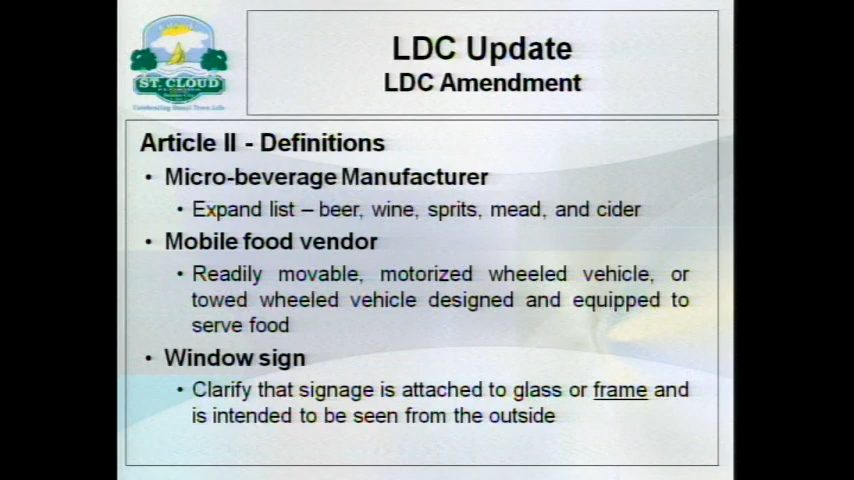 LDC Update
LDC Amendment
ST. CLOUD
Article II - Definitions
• Micro-beverage Manufacturer
• Expand list – beer, wine, sprits, mead, and cider
• Mobile food vendor
• Readily movable, motorized wheeled vehicle, or
towed wheeled vehicle designed and equipped to
serve food
• Window sign
• Clarify that signage is attached to glass or frame and
is intended to be seen from the outside